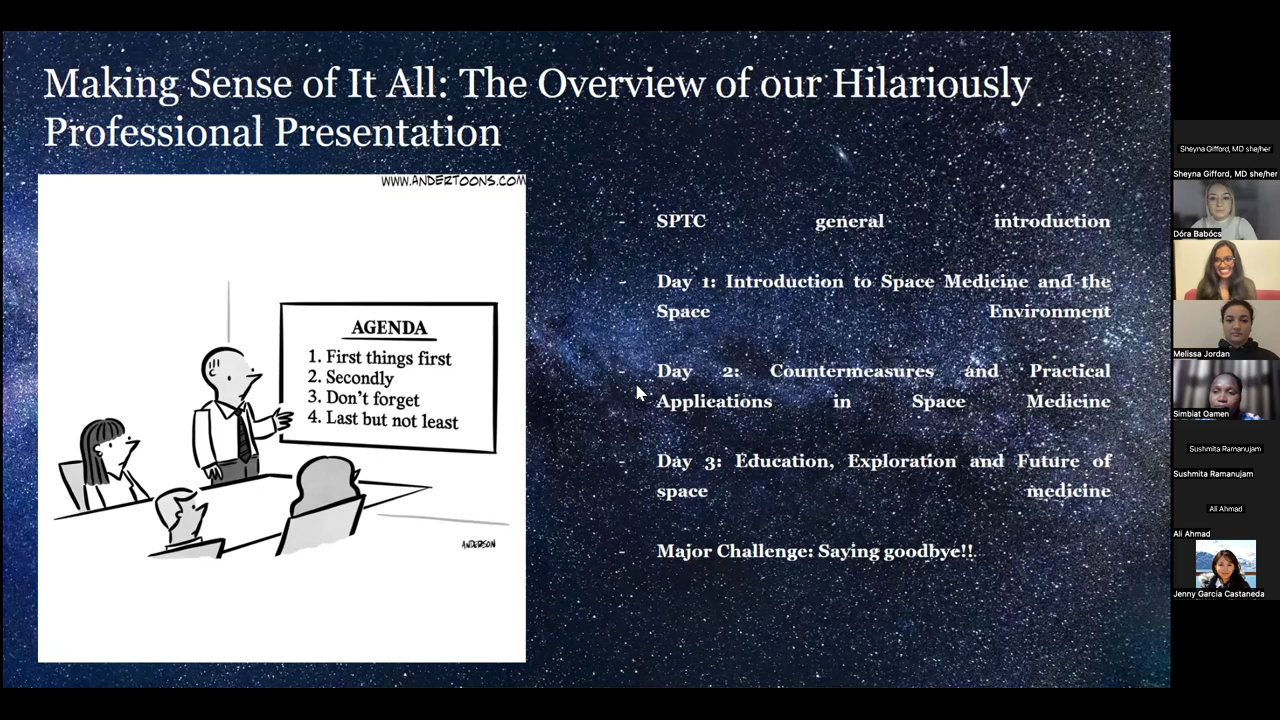 Making Sense of It All: The Overview of our Hilariously
Professional Presentation
WWW.ANDERTOONS.COM
AGENDA
1. First things first
2. Secondly
3. Don't forget
4. Last but not least
ANDERSON
- SPTC general introduction
- Day 1: Introduction to Space Medicine and the
Space Environment
- Day 2: Countermeasures and Practical
Applications in Space Medicine
- Day 3: Education, Exploration and Future of
space medicine
- Major Challenge: Saying goodbye!!
Sheyna Gifford, MD she/her
Sheyna Gifford, MD she/her
Dóra Babócs
Melissa Jordan
Simbiat Oamen
Sushmita Ramanujam
Sushmita Ramanujam
Ali Ahmad
Ali Ahmad
Jenny Garcia Castaneda